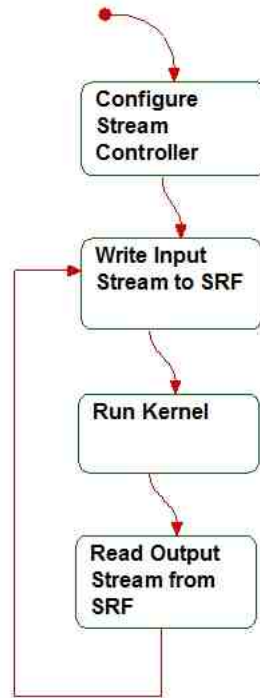 Configure
Stream
Controller
Write Input
Stream to SRF
Run Kernel
Read Output
Stream from
SRF